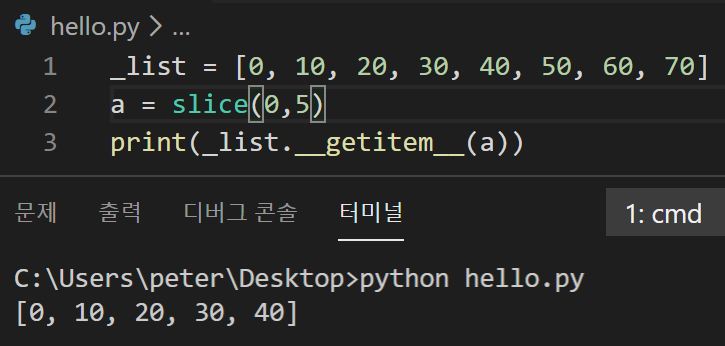 hello.py > ...
1 _list = [0, 10, 20, 30, 40, 50, 60, 70]
2 a = slice(0,5)
3 print(_list.__getitem__(a))
문제 출력 디버그 콘솔 터미널 1: cmd
C:\Users\peter\Desktop>python hello.py
[0, 10, 20, 30, 40]